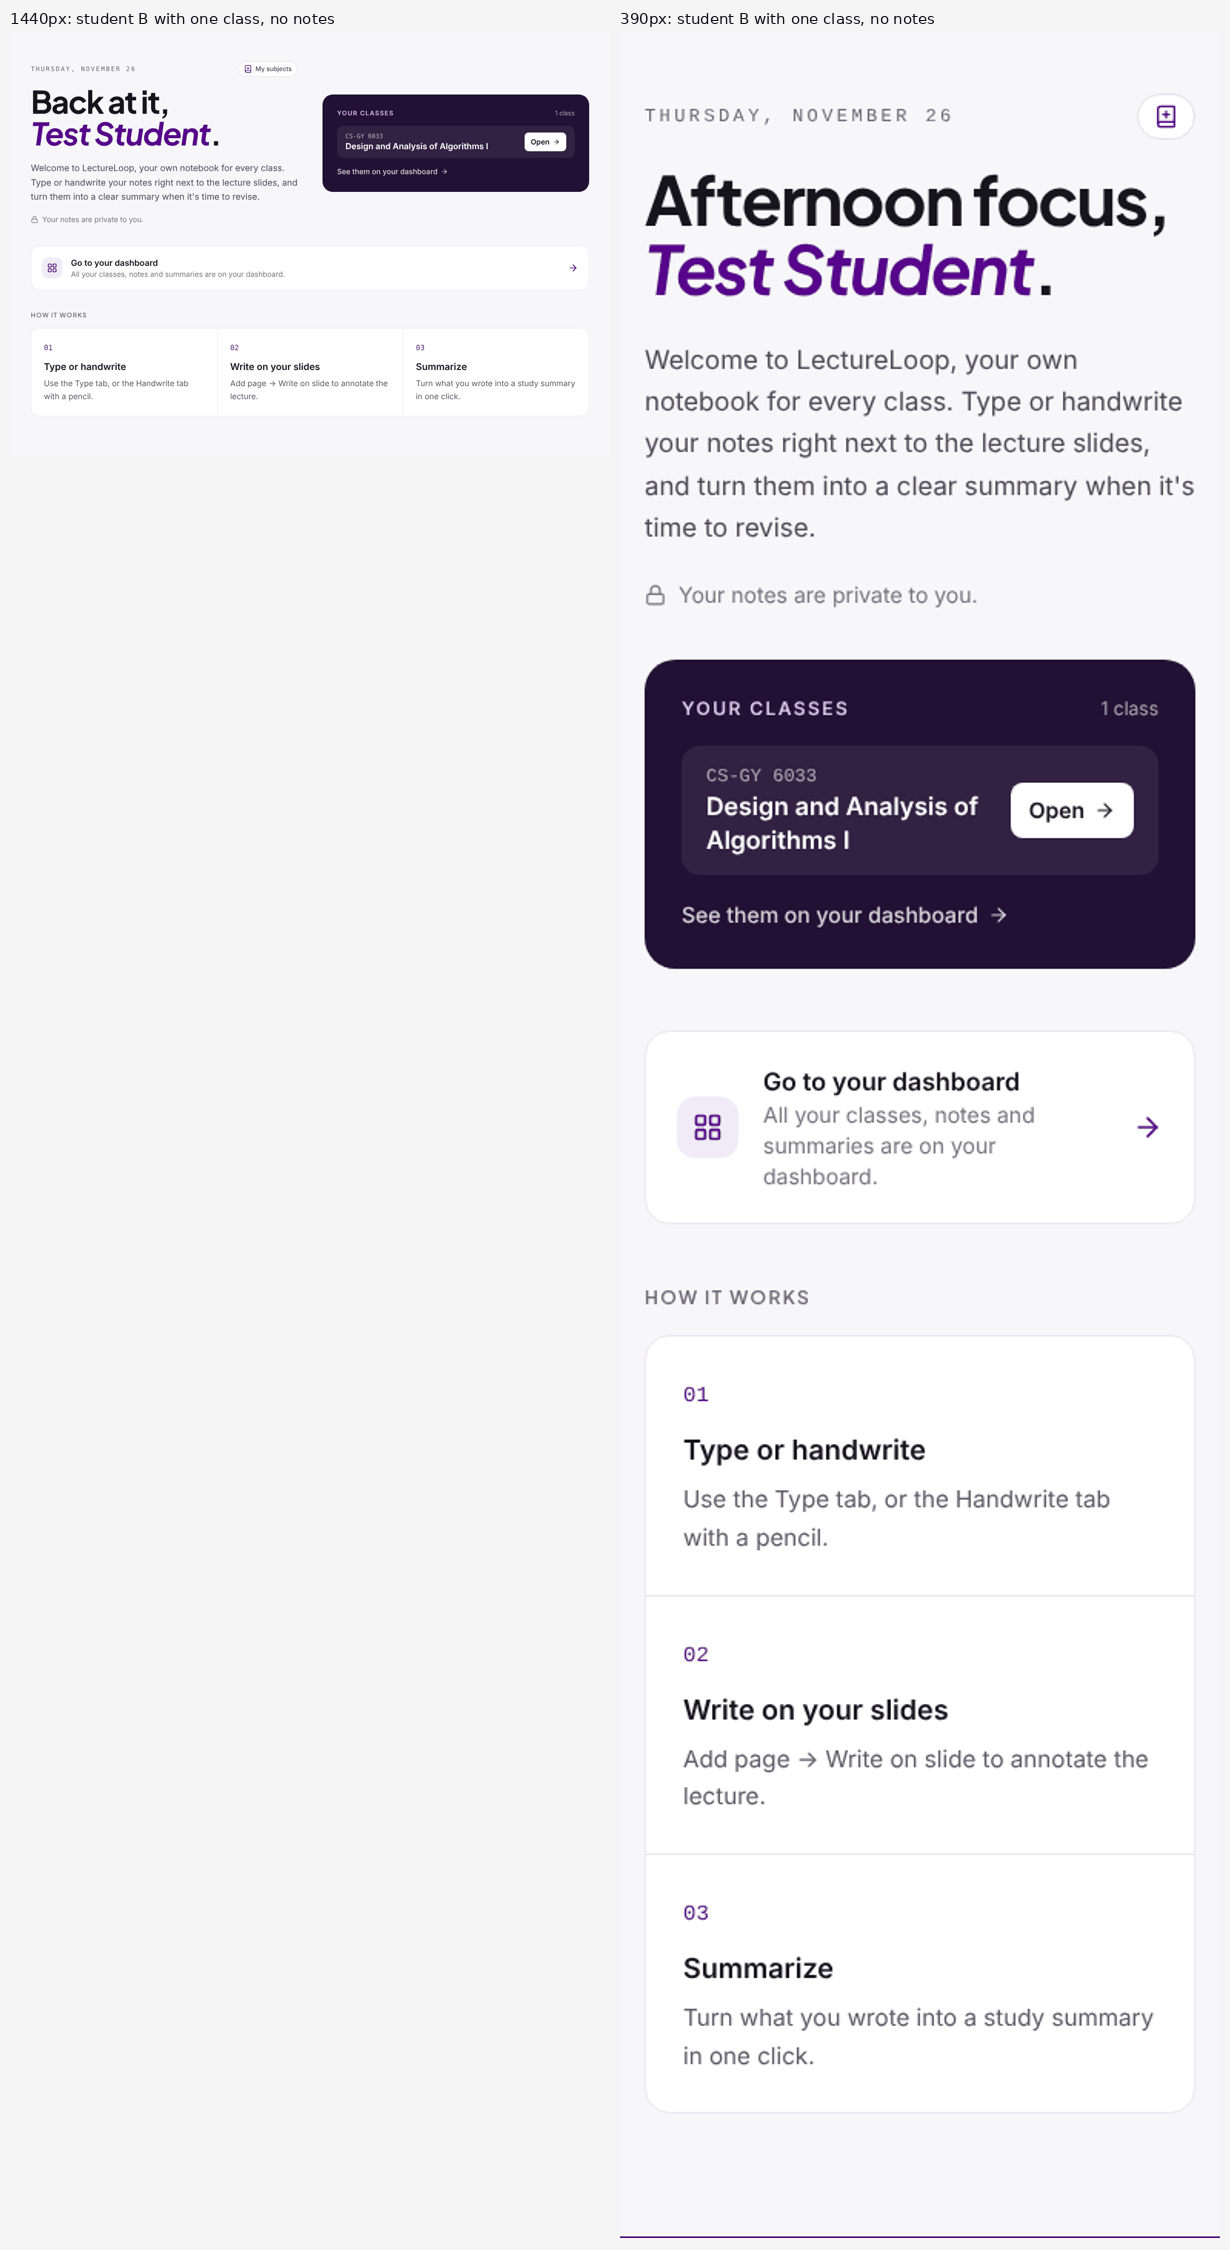 1440px: student B with one class, no notes
THURSDAY, NOVEMBER 26
My subjects
Back at it,
Test Student.
Welcome to LectureLoop, your own notebook for every class.
Type or handwrite your notes right next to the lecture slides, and
turn them into a clear summary when it's time to revise.
Your notes are private to you.
YOUR CLASSES
1 class
CS-GY 6033
Design and Analysis of Algorithms I
Open →
See them on your dashboard →
Go to your dashboard
All your classes, notes and summaries are on your dashboard.
→
HOW IT WORKS
01
Type or handwrite
Use the Type tab, or the Handwrite tab
with a pencil.
02
Write on your slides
Add page → Write on slide to annotate the
lecture.
03
Summarize
Turn what you wrote into a study summary
in one click.
390px: student B with one class, no notes
THURSDAY, NOVEMBER 26
Afternoon focus,
Test Student.
Welcome to LectureLoop, your own
notebook for every class. Type or handwrite
your notes right next to the lecture slides,
and turn them into a clear summary when it's
time to revise.
Your notes are private to you.
YOUR CLASSES
1 class
CS-GY 6033
Design and Analysis of
Algorithms I
Open →
See them on your dashboard →
Go to your dashboard
All your classes, notes and
summaries are on your
dashboard.
→
HOW IT WORKS
01
Type or handwrite
Use the Type tab, or the Handwrite tab
with a pencil.
02
Write on your slides
Add page → Write on slide to annotate the
lecture.
03
Summarize
Turn what you wrote into a study summary
in one click.